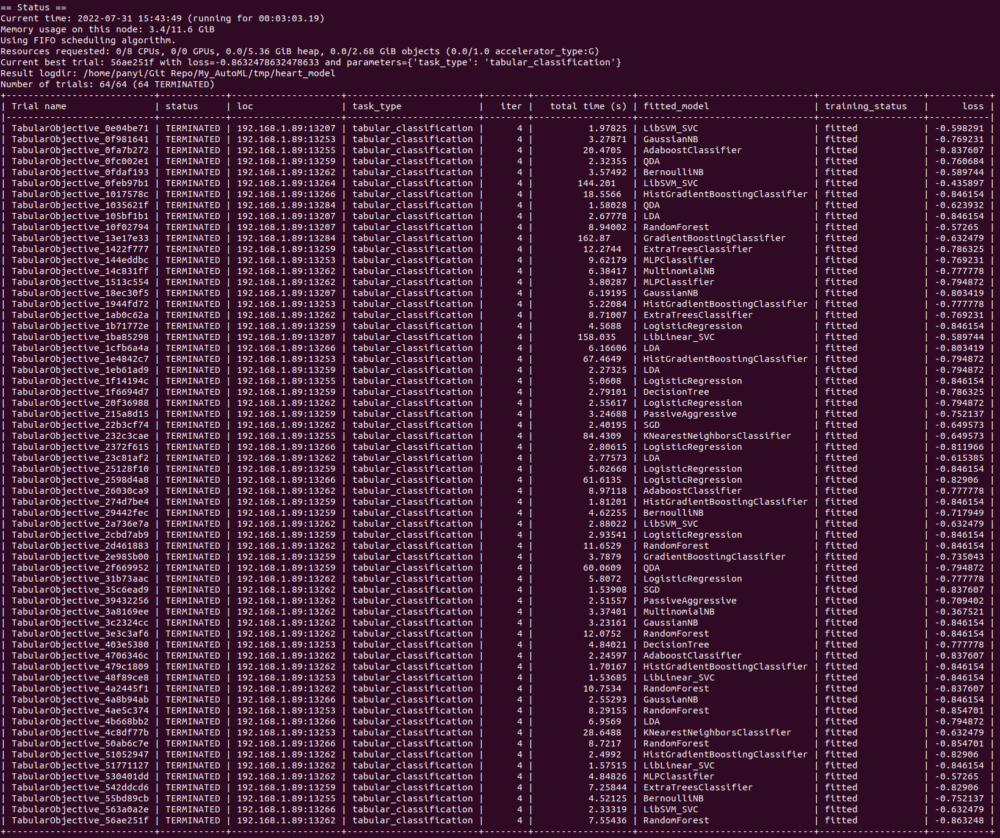 == Status ==
Current time: 2022-07-31 15:43:49 (running for 00:03:03.19)
Memory usage on this node: 3.4/11.6 GiB
Using FIFO scheduling algorithm.
Resources requested: 0/8 CPUs, 0/0 GPUs, 0.0/5.36 GiB heap, 0.0/2.68 GiB objects (0.0/1.0 accelerator_type:G)
Current best trial: 56ae251f with loss=-0.8632478632478633 and parameters={'task_type': 'tabular_classification'}
Result logdir: /home/panyi/Git Repo/My_AutoML/tmp/heart_model
Number of trials: 64/64 (64 TERMINATED)
+---------------------------+------------+--------------------+------------------------+--------+------------------+--------------------------------+-------------------+-----------+
| Trial name | status | loc | task_type | iter | total time (s) | fitted_model | training_status | loss |
|---------------------------+------------+--------------------+------------------------+--------+------------------+--------------------------------+-------------------+-----------|
| TabularObjective_0e04be71 | TERMINATED | 192.168.1.89:13207 | tabular_classification | 4 | 1.97825 | LibSVM_SVC | fitted | -0.598291 |
| TabularObjective_0f981641 | TERMINATED | 192.168.1.89:13253 | tabular_classification | 4 | 3.27871 | GaussianNB | fitted | -0.769231 |
| TabularObjective_0fa7b272 | TERMINATED | 192.168.1.89:13255 | tabular_classification | 4 | 20.4705 | AdaboostClassifier | fitted | -0.837607 |
| TabularObjective_0fc002e1 | TERMINATED | 192.168.1.89:13259 | tabular_classification | 4 | 2.32355 | QDA | fitted | -0.760684 |
| TabularObjective_0fdaf193 | TERMINATED | 192.168.1.89:13262 | tabular_classification | 4 | 3.57492 | BernoulliNB | fitted | -0.589744 |
| TabularObjective_0feb97b1 | TERMINATED | 192.168.1.89:13264 | tabular_classification | 4 | 144.201 | LibSVM_SVC | fitted | -0.435897 |
| TabularObjective_1017578c | TERMINATED | 192.168.1.89:13266 | tabular_classification | 4 | 18.5566 | HistGradientBoostingClassifier | fitted | -0.846154 |
| TabularObjective_1035621f | TERMINATED | 192.168.1.89:13284 | tabular_classification | 4 | 1.58028 | QDA | fitted | -0.623932 |
| TabularObjective_105bf1b1 | TERMINATED | 192.168.1.89:13207 | tabular_classification | 4 | 2.67778 | LDA | fitted | -0.846154 |
| TabularObjective_10f02794 | TERMINATED | 192.168.1.89:13207 | tabular_classification | 4 | 8.94002 | RandomForest | fitted | -0.57265 |
| TabularObjective_13e17e33 | TERMINATED | 192.168.1.89:13284 | tabular_classification | 4 | 162.87 | GradientBoostingClassifier | fitted | -0.632479 |
| TabularObjective_1422f777 | TERMINATED | 192.168.1.89:13259 | tabular_classification | 4 | 12.2744 | ExtraTreesClassifier | fitted | -0.786325 |
| TabularObjective_144eddbc | TERMINATED | 192.168.1.89:13253 | tabular_classification | 4 | 9.62179 | MLPClassifier | fitted | -0.769231 |
| TabularObjective_14c831ff | TERMINATED | 192.168.1.89:13262 | tabular_classification | 4 | 6.38417 | MultinomialNB | fitted | -0.777778 |
| TabularObjective_1513c554 | TERMINATED | 192.168.1.89:13262 | tabular_classification | 4 | 3.80287 | MLPClassifier | fitted | -0.794872 |
| TabularObjective_18ec30f5 | TERMINATED | 192.168.1.89:13207 | tabular_classification | 4 | 6.19195 | GaussianNB | fitted | -0.803419 |
| TabularObjective_1944fd72 | TERMINATED | 192.168.1.89:13253 | tabular_classification | 4 | 5.22084 | HistGradientBoostingClassifier | fitted | -0.777778 |
| TabularObjective_1ab0c62a | TERMINATED | 192.168.1.89:13262 | tabular_classification | 4 | 8.71007 | ExtraTreesClassifier | fitted | -0.769231 |
| TabularObjective_1b71772e | TERMINATED | 192.168.1.89:13259 | tabular_classification | 4 | 4.5688 | LogisticRegression | fitted | -0.846154 |
| TabularObjective_1ba85298 | TERMINATED | 192.168.1.89:13207 | tabular_classification | 4 | 158.035 | LibLinear_SVC | fitted | -0.589744 |
| TabularObjective_1cfb6a4a | TERMINATED | 192.168.1.89:13266 | tabular_classification | 4 | 6.16606 | LDA | fitted | -0.803419 |
| TabularObjective_1e4842c7 | TERMINATED | 192.168.1.89:13253 | tabular_classification | 4 | 67.4649 | HistGradientBoostingClassifier | fitted | -0.794872 |
| TabularObjective_1eb61ad9 | TERMINATED | 192.168.1.89:13259 | tabular_classification | 4 | 2.27325 | LDA | fitted | -0.794872 |
| TabularObjective_1f14194c | TERMINATED | 192.168.1.89:13255 | tabular_classification | 4 | 5.0608 | LogisticRegression | fitted | -0.846154 |
| TabularObjective_1f6694d7 | TERMINATED | 192.168.1.89:13259 | tabular_classification | 4 | 2.79101 | DecisionTree | fitted | -0.786325 |
| TabularObjective_20f36988 | TERMINATED | 192.168.1.89:13262 | tabular_classification | 4 | 2.55617 | LogisticRegression | fitted | -0.794872 |
| TabularObjective_215a8d15 | TERMINATED | 192.168.1.89:13259 | tabular_classification | 4 | 3.24688 | PassiveAggressive | fitted | -0.752137 |
| TabularObjective_22b3cf74 | TERMINATED | 192.168.1.89:13262 | tabular_classification | 4 | 2.40195 | SGD | fitted | -0.649573 |
| TabularObjective_232c3cae | TERMINATED | 192.168.1.89:13255 | tabular_classification | 4 | 84.4309 | KNearestNeighborsClassifier | fitted | -0.649573 |
| TabularObjective_2372f615 | TERMINATED | 192.168.1.89:13266 | tabular_classification | 4 | 2.80615 | LogisticRegression | fitted | -0.811966 |
| TabularObjective_23c81af2 | TERMINATED | 192.168.1.89:13262 | tabular_classification | 4 | 2.77573 | LDA | fitted | -0.615385 |
| TabularObjective_25128f10 | TERMINATED | 192.168.1.89:13259 | tabular_classification | 4 | 5.02668 | LogisticRegression | fitted | -0.846154 |
| TabularObjective_2598d4a8 | TERMINATED | 192.168.1.89:13266 | tabular_classification | 4 | 61.6135 | LogisticRegression | fitted | -0.82906 |
| TabularObjective_26030ca9 | TERMINATED | 192.168.1.89:13262 | tabular_classification | 4 | 8.97118 | AdaboostClassifier | fitted | -0.777778 |
| TabularObjective_274d7be4 | TERMINATED | 192.168.1.89:13259 | tabular_classification | 4 | 1.81201 | HistGradientBoostingClassifier | fitted | -0.846154 |
| TabularObjective_29442fec | TERMINATED | 192.168.1.89:13259 | tabular_classification | 4 | 4.62255 | BernoulliNB | fitted | -0.717949 |
| TabularObjective_2a736e7a | TERMINATED | 192.168.1.89:13262 | tabular_classification | 4 | 2.88022 | LibSVM_SVC | fitted | -0.632479 |
| TabularObjective_2cbd7ab9 | TERMINATED | 192.168.1.89:13259 | tabular_classification | 4 | 2.93541 | LogisticRegression | fitted | -0.846154 |
| TabularObjective_2d461883 | TERMINATED | 192.168.1.89:13262 | tabular_classification | 4 | 11.6529 | RandomForest | fitted | -0.846154 |
| TabularObjective_2e985b00 | TERMINATED | 192.168.1.89:13259 | tabular_classification | 4 | 3.7879 | GradientBoostingClassifier | fitted | -0.735043 |
| TabularObjective_2f669952 | TERMINATED | 192.168.1.89:13259 | tabular_classification | 4 | 60.0609 | QDA | fitted | -0.794872 |
| TabularObjective_31b73aac | TERMINATED | 192.168.1.89:13262 | tabular_classification | 4 | 5.8072 | LogisticRegression | fitted | -0.777778 |
| TabularObjective_35c6ead9 | TERMINATED | 192.168.1.89:13262 | tabular_classification | 4 | 1.53908 | SGD | fitted | -0.837607 |
| TabularObjective_39432256 | TERMINATED | 192.168.1.89:13262 | tabular_classification | 4 | 2.51557 | PassiveAggressive | fitted | -0.709402 |
| TabularObjective_3a8169ee | TERMINATED | 192.168.1.89:13262 | tabular_classification | 4 | 3.37401 | MultinomialNB | fitted | -0.367521 |
| TabularObjective_3c2324cc | TERMINATED | 192.168.1.89:13262 | tabular_classification | 4 | 3.23161 | GaussianNB | fitted | -0.846154 |
| TabularObjective_3e3c3af6 | TERMINATED | 192.168.1.89:13262 | tabular_classification | 4 | 12.0752 | RandomForest | fitted | -0.846154 |
| TabularObjective_403e5380 | TERMINATED | 192.168.1.89:13253 | tabular_classification | 4 | 4.84021 | DecisionTree | fitted | -0.777778 |
| TabularObjective_4706346c | TERMINATED | 192.168.1.89:13262 | tabular_classification | 4 | 2.24597 | AdaboostClassifier | fitted | -0.837607 |
| TabularObjective_479c1809 | TERMINATED | 192.168.1.89:13262 | tabular_classification | 4 | 1.70167 | HistGradientBoostingClassifier | fitted | -0.846154 |
| TabularObjective_48f89ce8 | TERMINATED | 192.168.1.89:13253 | tabular_classification | 4 | 1.53685 | LibLinear_SVC | fitted | -0.846154 |
| TabularObjective_4a2445f1 | TERMINATED | 192.168.1.89:13262 | tabular_classification | 4 | 10.7534 | RandomForest | fitted | -0.837607 |
| TabularObjective_4a8b94ab | TERMINATED | 192.168.1.89:13266 | tabular_classification | 4 | 2.55293 | GaussianNB | fitted | -0.846154 |
| TabularObjective_4ae5c374 | TERMINATED | 192.168.1.89:13253 | tabular_classification | 4 | 8.29155 | RandomForest | fitted | -0.854701 |
| TabularObjective_4b668bb2 | TERMINATED | 192.168.1.89:13266 | tabular_classification | 4 | 6.9569 | LDA | fitted | -0.794872 |
| TabularObjective_4c8df77b | TERMINATED | 192.168.1.89:13253 | tabular_classification | 4 | 28.6488 | KNearestNeighborsClassifier | fitted | -0.632479 |
| TabularObjective_50ab6c7e | TERMINATED | 192.168.1.89:13266 | tabular_classification | 4 | 8.7217 | RandomForest | fitted | -0.854701 |
| TabularObjective_51052947 | TERMINATED | 192.168.1.89:13262 | tabular_classification | 4 | 2.4992 | HistGradientBoostingClassifier | fitted | -0.82906 |
| TabularObjective_51771127 | TERMINATED | 192.168.1.89:13262 | tabular_classification | 4 | 1.57515 | LibLinear_SVC | fitted | -0.846154 |
| TabularObjective_530401dd | TERMINATED | 192.168.1.89:13262 | tabular_classification | 4 | 4.84826 | MLPClassifier | fitted | -0.57265 |
| TabularObjective_542ddcd6 | TERMINATED | 192.168.1.89:13259 | tabular_classification | 4 | 7.25844 | ExtraTreesClassifier | fitted | -0.82906 |
| TabularObjective_55bd89cb | TERMINATED | 192.168.1.89:13255 | tabular_classification | 4 | 4.52125 | BernoulliNB | fitted | -0.752137 |
| TabularObjective_563a0a2e | TERMINATED | 192.168.1.89:13266 | tabular_classification | 4 | 2.33319 | LibSVM_SVC | fitted | -0.632479 |
| TabularObjective_56ae251f | TERMINATED | 192.168.1.89:13262 | tabular_classification | 4 | 7.55436 | RandomForest | fitted | -0.863248 |
+---------------------------+------------+--------------------+------------------------+--------+------------------+--------------------------------+-------------------+-----------+